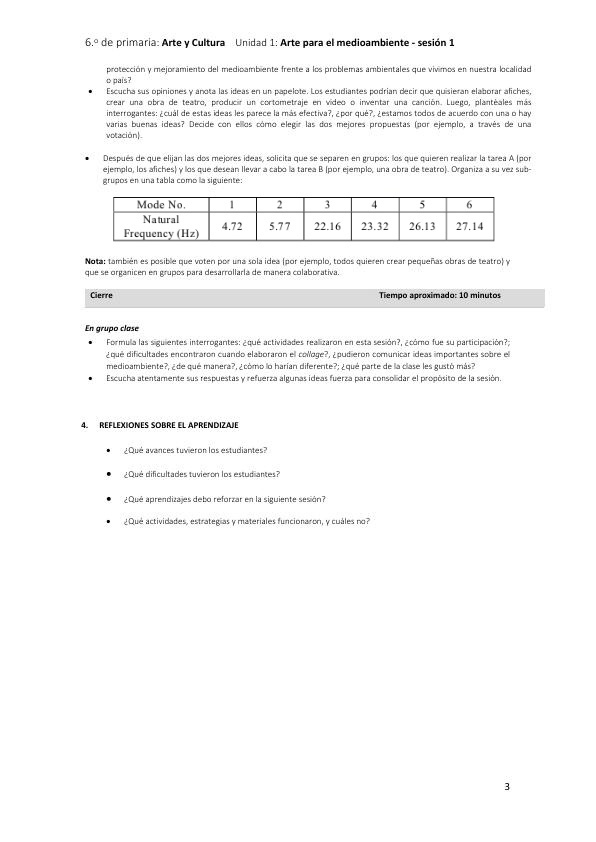 6.º de primaria: Arte y Cultura Unidad 1: Arte para el medioambiente - sesión 1
protección y mejoramiento del medioambiente frente a los problemas ambientales que vivimos en nuestra localidad
o país?
• Escucha sus opiniones y anota las ideas en un papelote. Los estudiantes podrían decir que quisieran elaborar afiches,
crear una obra de teatro, producir un cortometraje en video o inventar una canción. Luego, plantéales más
interrogantes: ¿cuál de estas ideas les parece la más efectiva?, ¿por qué?, ¿estamos todos de acuerdo con una o hay
varias buenas ideas? Decide con ellos cómo elegir las dos mejores propuestas (por ejemplo, a través de una
votación).
• Después de que elijan las dos mejores ideas, solicita que se separen en grupos: los que quieren realizar la tarea A (por
ejemplo, los afiches) y los que desean llevar a cabo la tarea B (por ejemplo, una obra de teatro). Organiza a su vez sub-
grupos en una tabla como la siguiente:
Mode No. 1 2 3 4 5 6
Natural
Frequency (Hz) 4.72 5.77 22.16 23.32 26.13 27.14
Nota: también es posible que voten por una sola idea (por ejemplo, todos quieren crear pequeñas obras de teatro) y
que se organicen en grupos para desarrollarla de manera colaborativa.
Cierre Tiempo aproximado: 10 minutos
En grupo clase
• Formula las siguientes interrogantes: ¿qué actividades realizaron en esta sesión?, ¿cómo fue su participación?;
¿qué dificultades encontraron cuando elaboraron el collage?, ¿pudieron comunicar ideas importantes sobre el
medioambiente?, ¿de qué manera?, ¿cómo lo harían diferente?; ¿qué parte de la clase les gustó más?
• Escucha atentamente sus respuestas y refuerza algunas ideas fuerza para consolidar el propósito de la sesión.
4. REFLEXIONES SOBRE EL APRENDIZAJE
• ¿Qué avances tuvieron los estudiantes?
• ¿Qué dificultades tuvieron los estudiantes?
• ¿Qué aprendizajes debo reforzar en la siguiente sesión?
• ¿Qué actividades, estrategias y materiales funcionaron, y cuáles no?
3